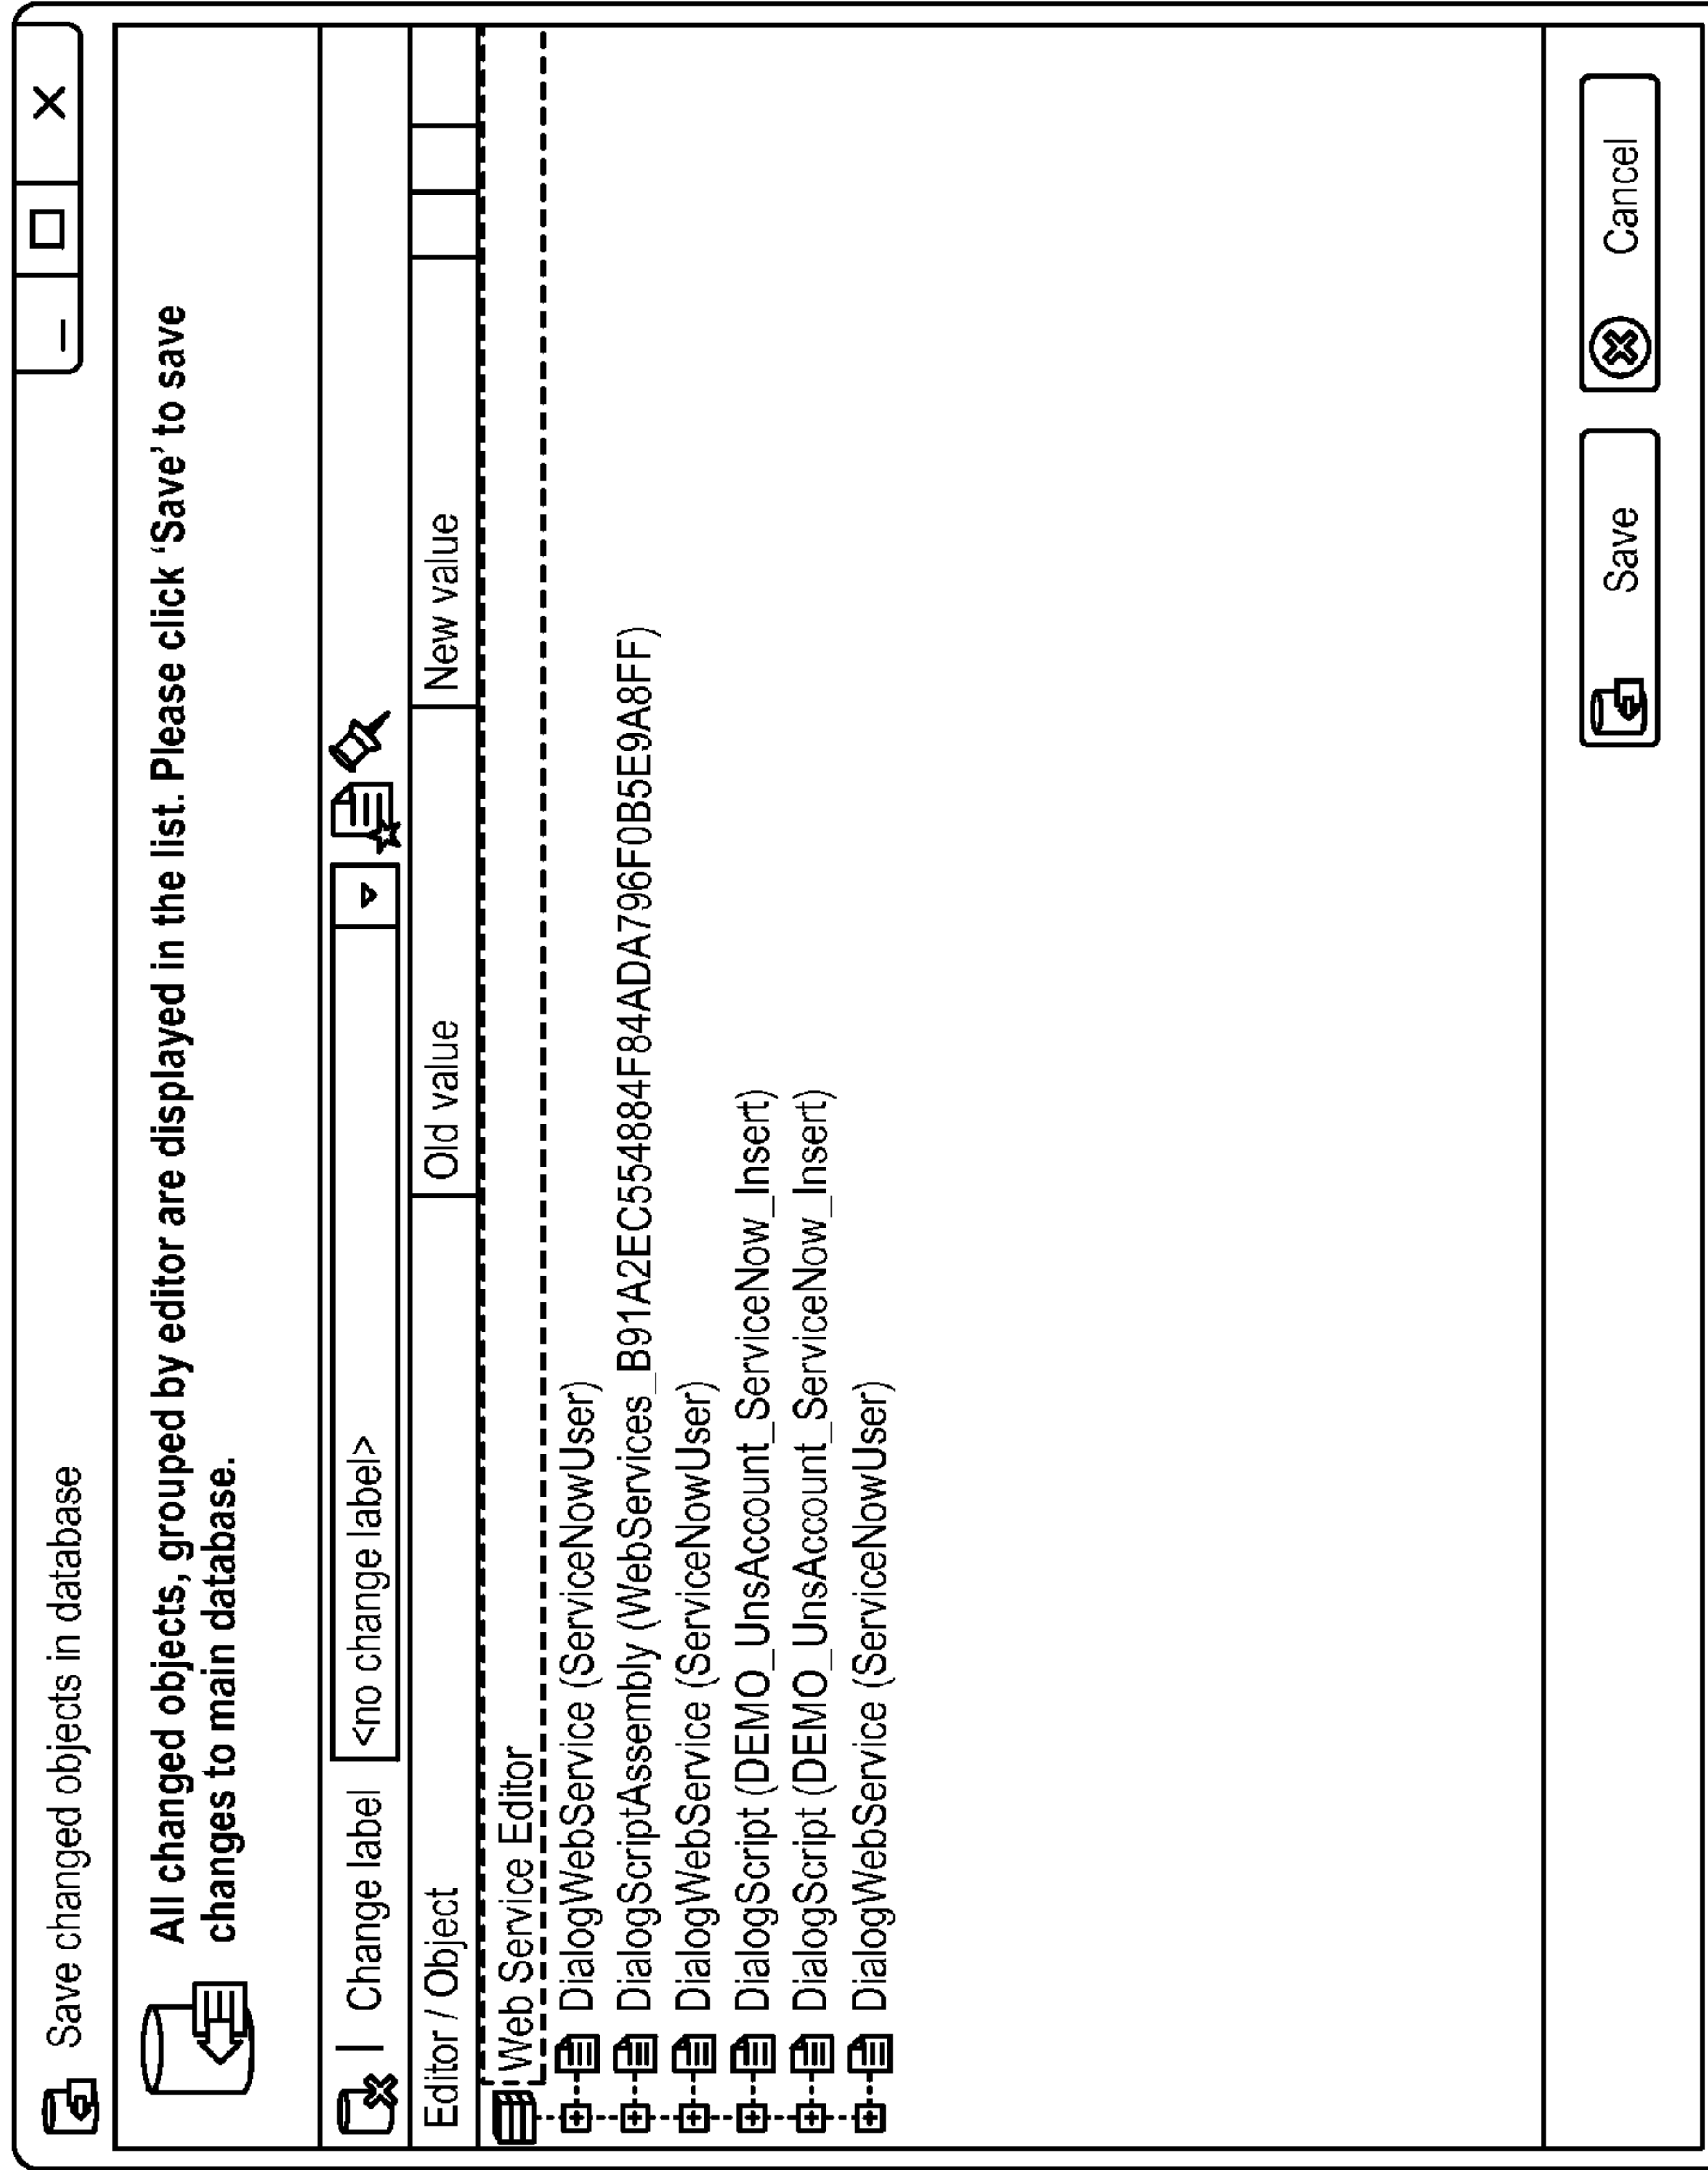 Save changed objects in database
All changed objects, grouped by editor are displayed in the list. Please click ‘Save’ to save
changes to main database.
Change label <no change label>
Editor / Object Old value New value
Web Service Editor
DialogWebService (ServiceNowUser)
DialogScriptAssembly (WebServices_B91A2EC554884F84ADA796F0B5E9A8FF)
DialogWebService (ServiceNowUser)
DialogScript (DEMO_UnsAccount_ServiceNow_Insert)
DialogScript (DEMO_UnsAccount_ServiceNow_Insert)
DialogWebService (ServiceNowUser)
Save Cancel